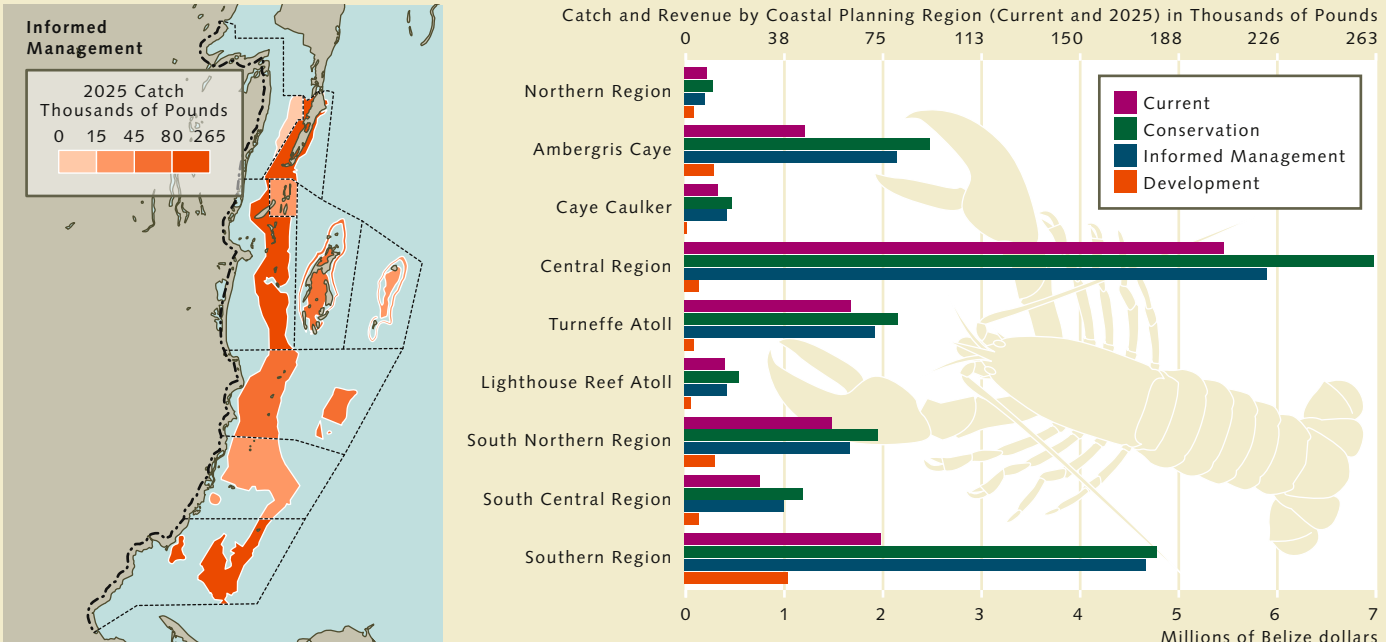 Informed
Management
2025 Catch
Thousands of Pounds
0 15 45 80 265
Catch and Revenue by Coastal Planning Region (Current and 2025) in Thousands of Pounds
0 38 75 113 150 188 226 263
Northern Region
Ambergris Caye
Caye Caulker
Central Region
Turneffe Atoll
Lighthouse Reef Atoll
South Northern Region
South Central Region
Southern Region
Current
Conservation
Informed Management
Development
0 1 2 3 4 5 6 7
Millions of Belize dollars